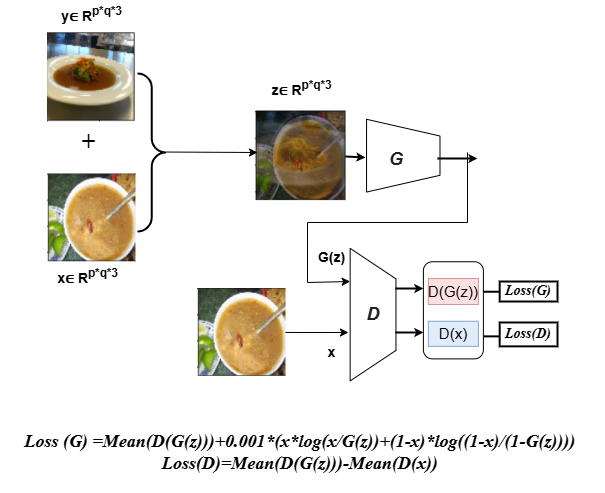 y∈ R^p*q*3
+
x∈ R^p*q*3
z∈ R^p*q*3
G
G(z)
D
x
D(G(z))
D(x)
Loss(G)
Loss(D)
Loss (G) =Mean(D(G(z)))+0.001*(x*log(x/G(z))+(1-x)*log((1-x)/(1-G(z))))
Loss(D)=Mean(D(G(z)))-Mean(D(x))